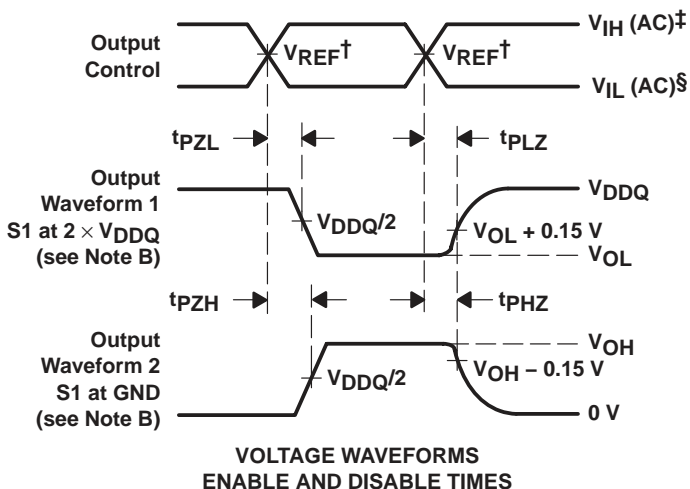 Output
Control
VREF†
VREF†
VIH (AC)‡
VIL (AC)§
tPZL
tPLZ
Output
Waveform 1
S1 at 2 × VDDQ
(see Note B)
VDDQ/2
VDDQ
VOL + 0.15 V
VOL
tPZH
tPHZ
Output
Waveform 2
S1 at GND
(see Note B)
VDDQ/2
VOH
VOH − 0.15 V
0 V
VOLTAGE WAVEFORMS
ENABLE AND DISABLE TIMES